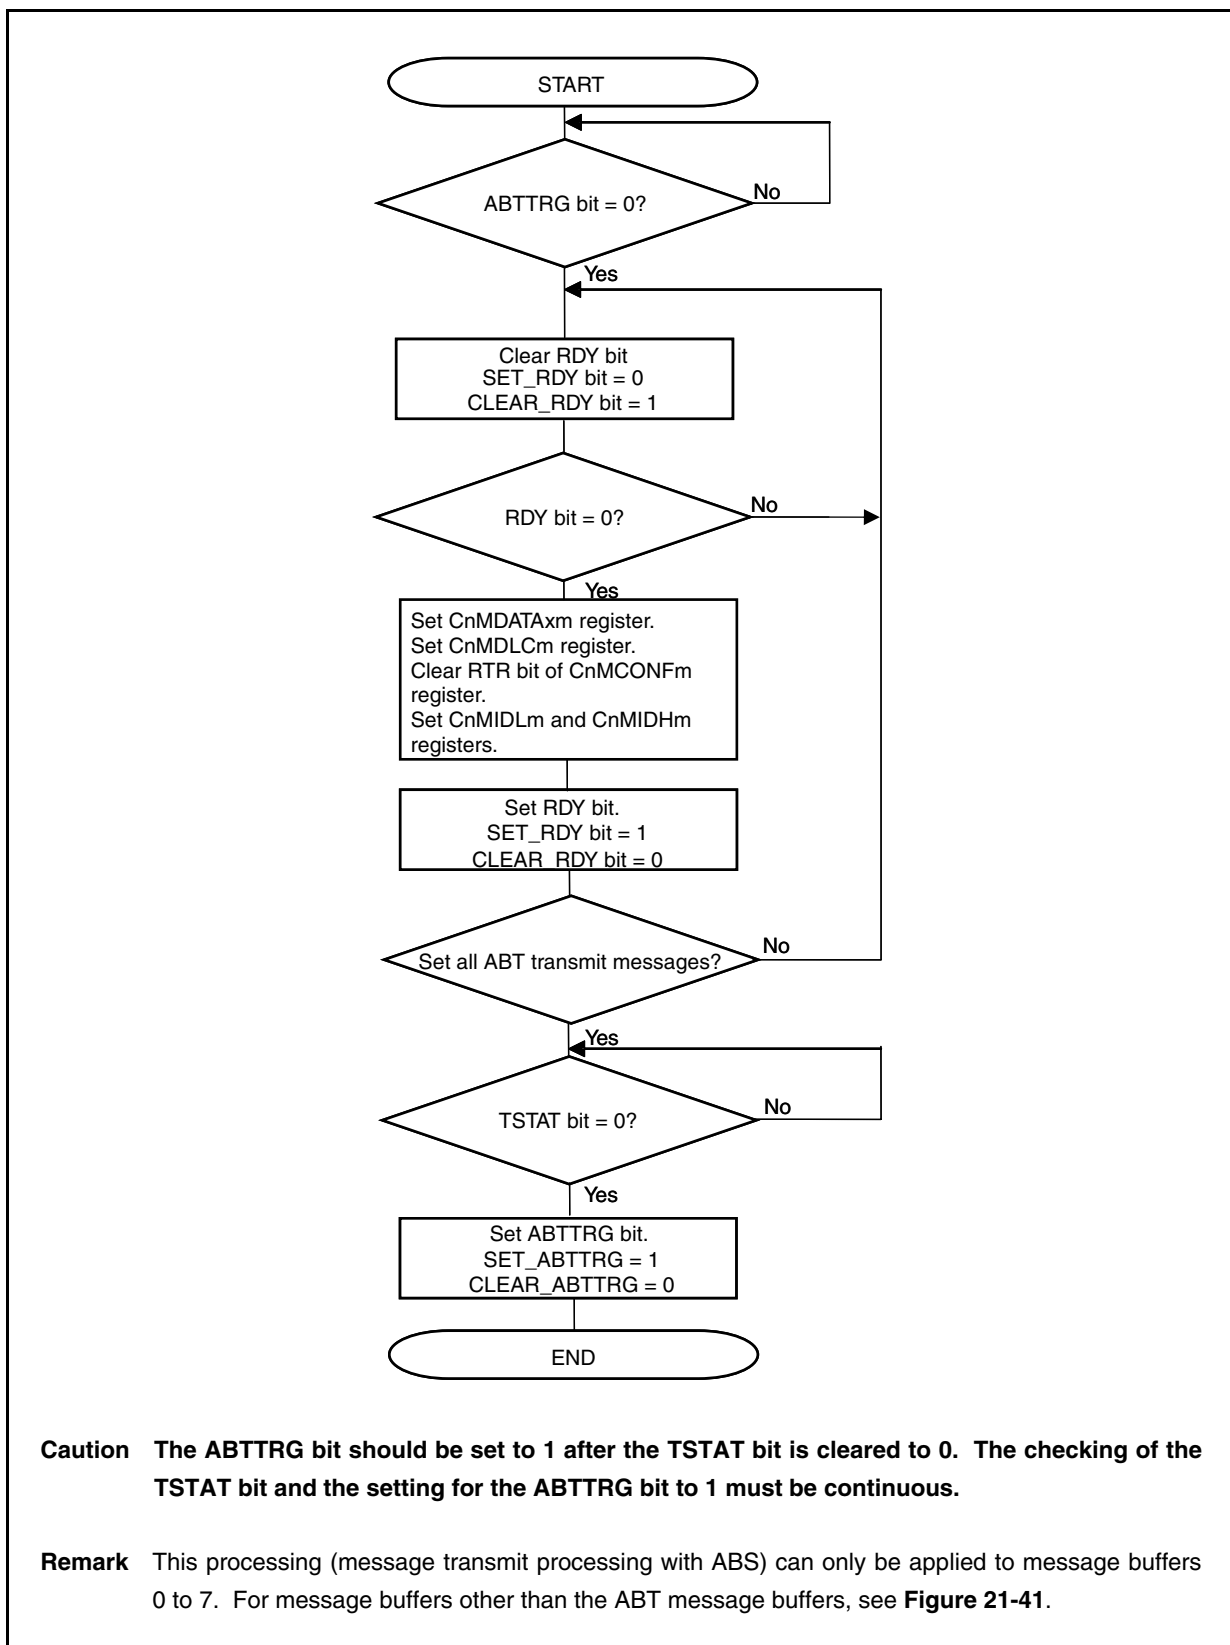 START
ABTTRG bit = 0?
No
Yes
Clear RDY bit
SET_RDY bit = 0
CLEAR_RDY bit = 1
RDY bit = 0?
No
Yes
Set CnMDATAxm register.
Set CnMDLCm register.
Clear RTR bit of CnMCONFm
register.
Set CnMIDLm and CnMIDHm
registers.
Set RDY bit.
SET_RDY bit = 1
CLEAR_RDY bit = 0
Set all ABT transmit messages?
No
Yes
TSTAT bit = 0?
No
Yes
Set ABTTRG bit.
SET_ABTTRG = 1
CLEAR_ABTTRG = 0
END
Caution The ABTTRG bit should be set to 1 after the TSTAT bit is cleared to 0. The checking of the
TSTAT bit and the setting for the ABTTRG bit to 1 must be continuous.
Remark This processing (message transmit processing with ABS) can only be applied to message buffers
0 to 7. For message buffers other than the ABT message buffers, see Figure 21-41.